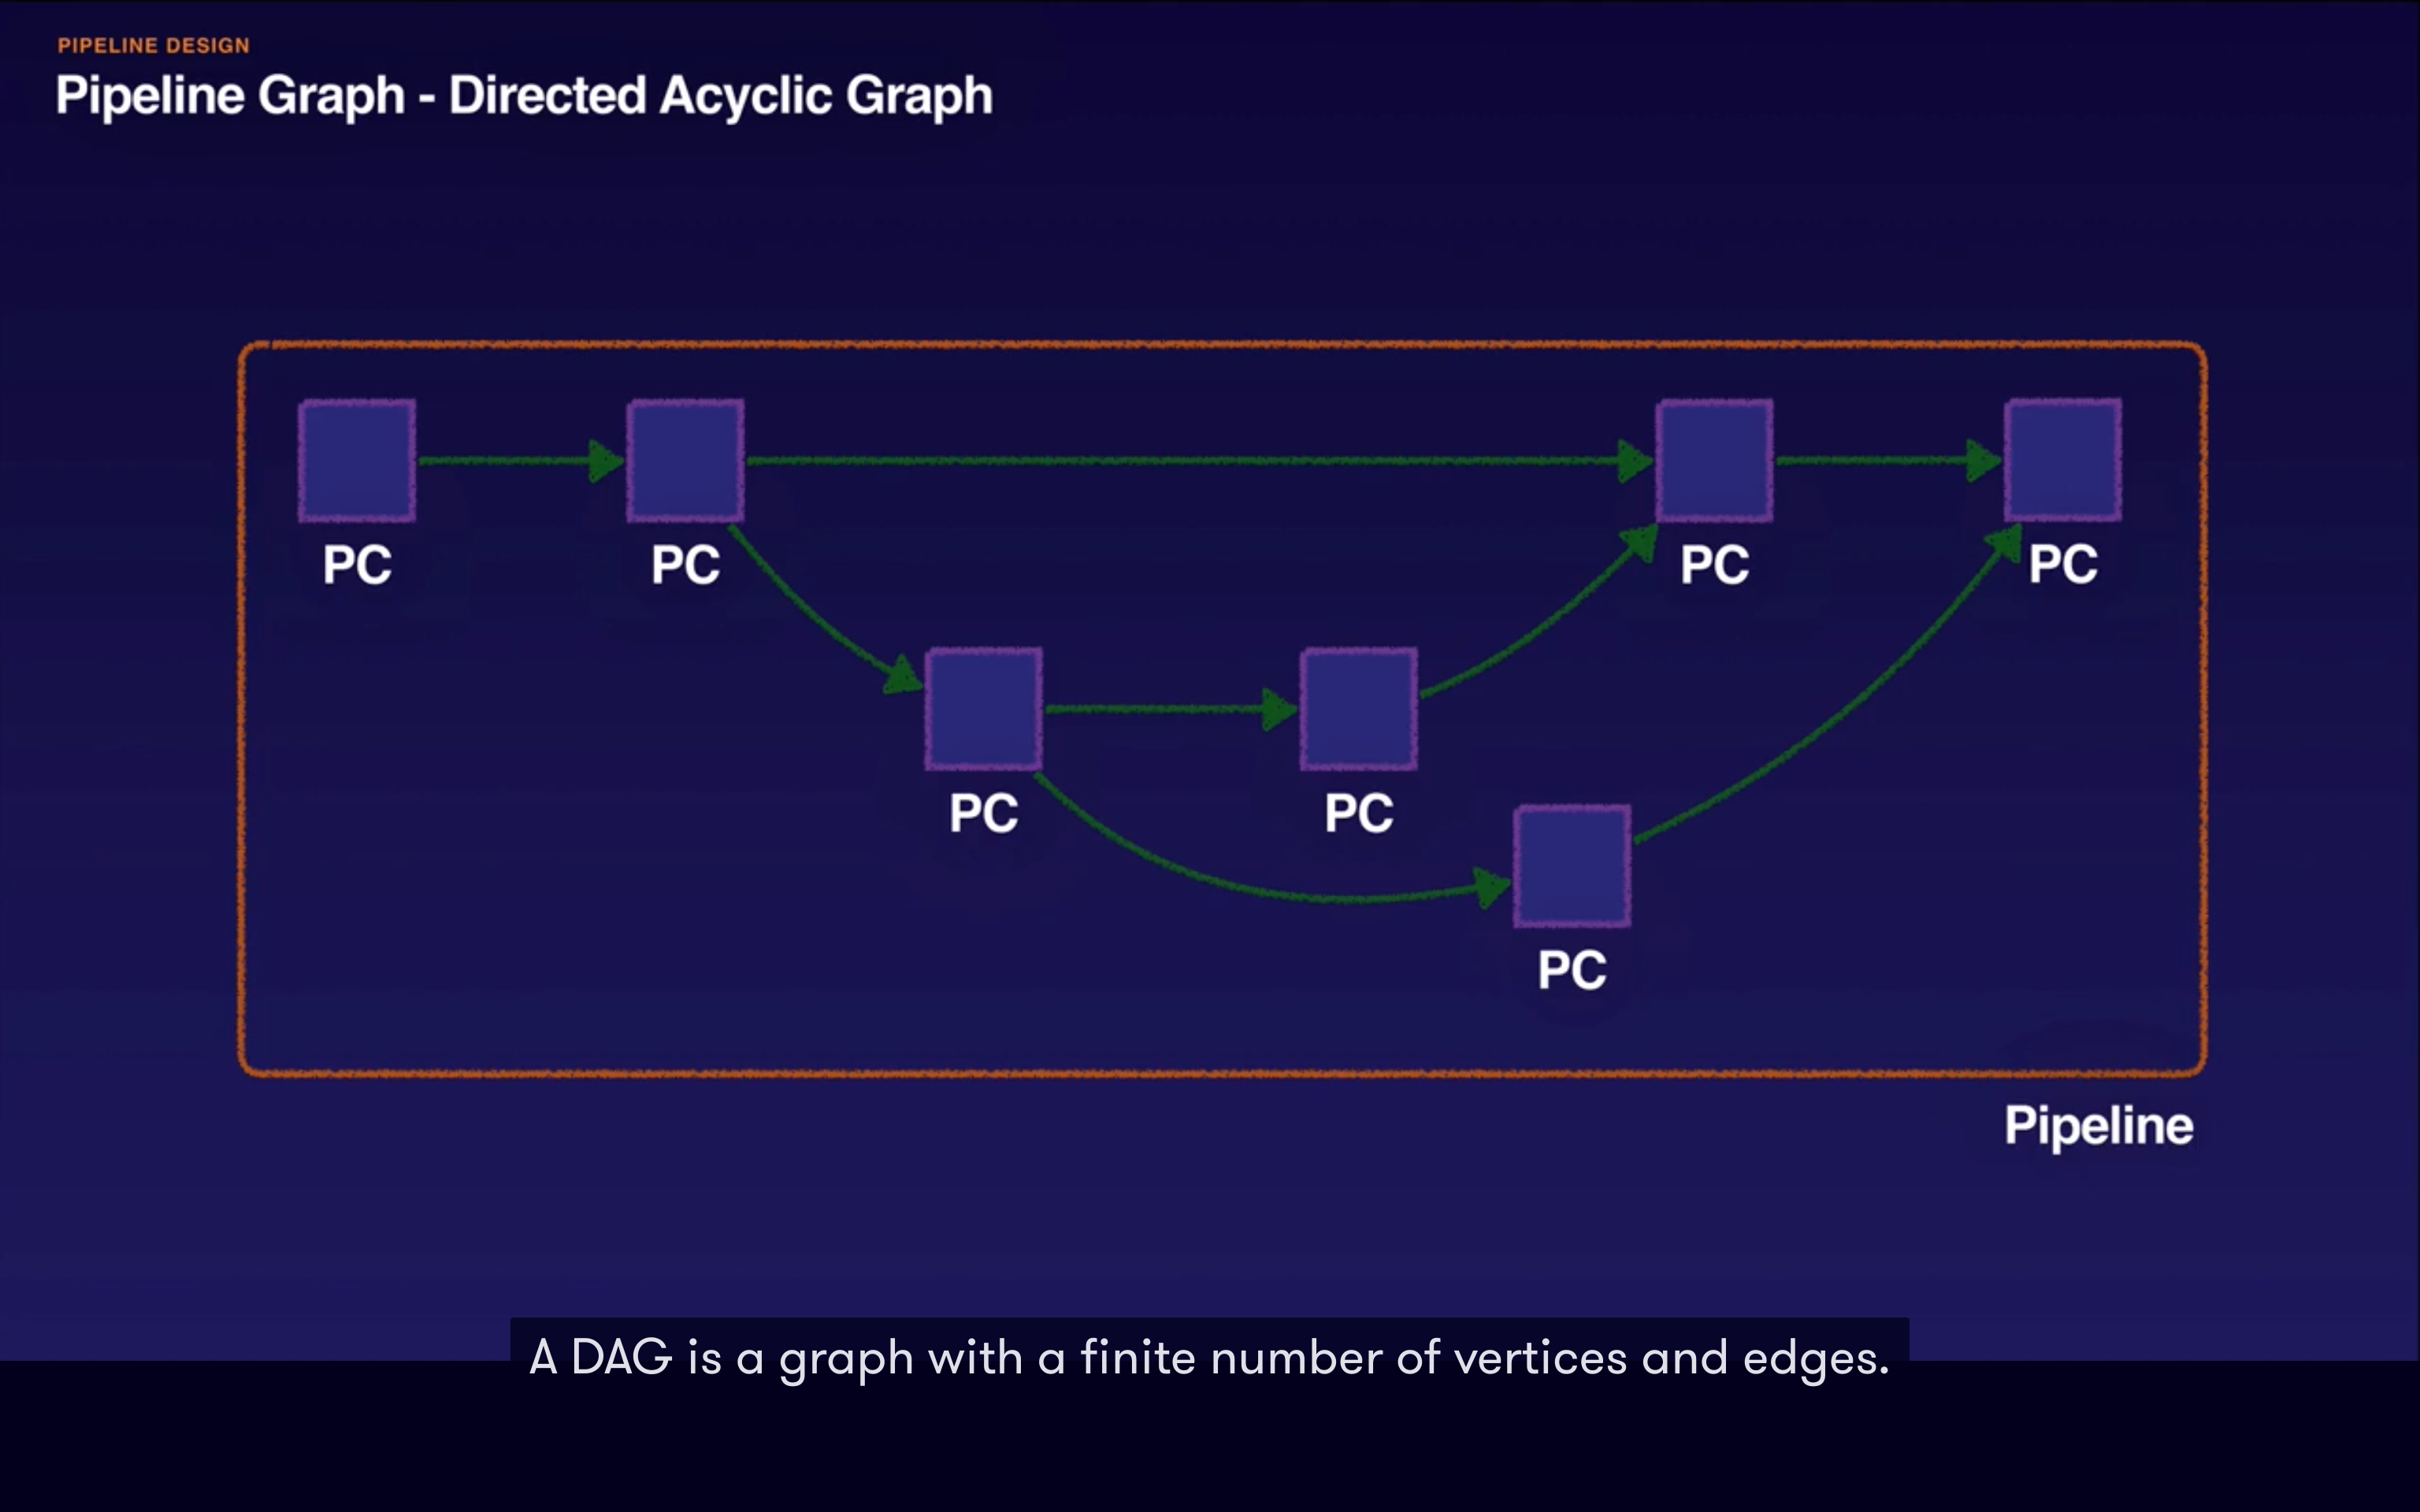 PIPELINE DESIGN
Pipeline Graph - Directed Acyclic Graph
PC
PC
PC
PC
PC
PC
PC
Pipeline
A DAG is a graph with a finite number of vertices and edges.